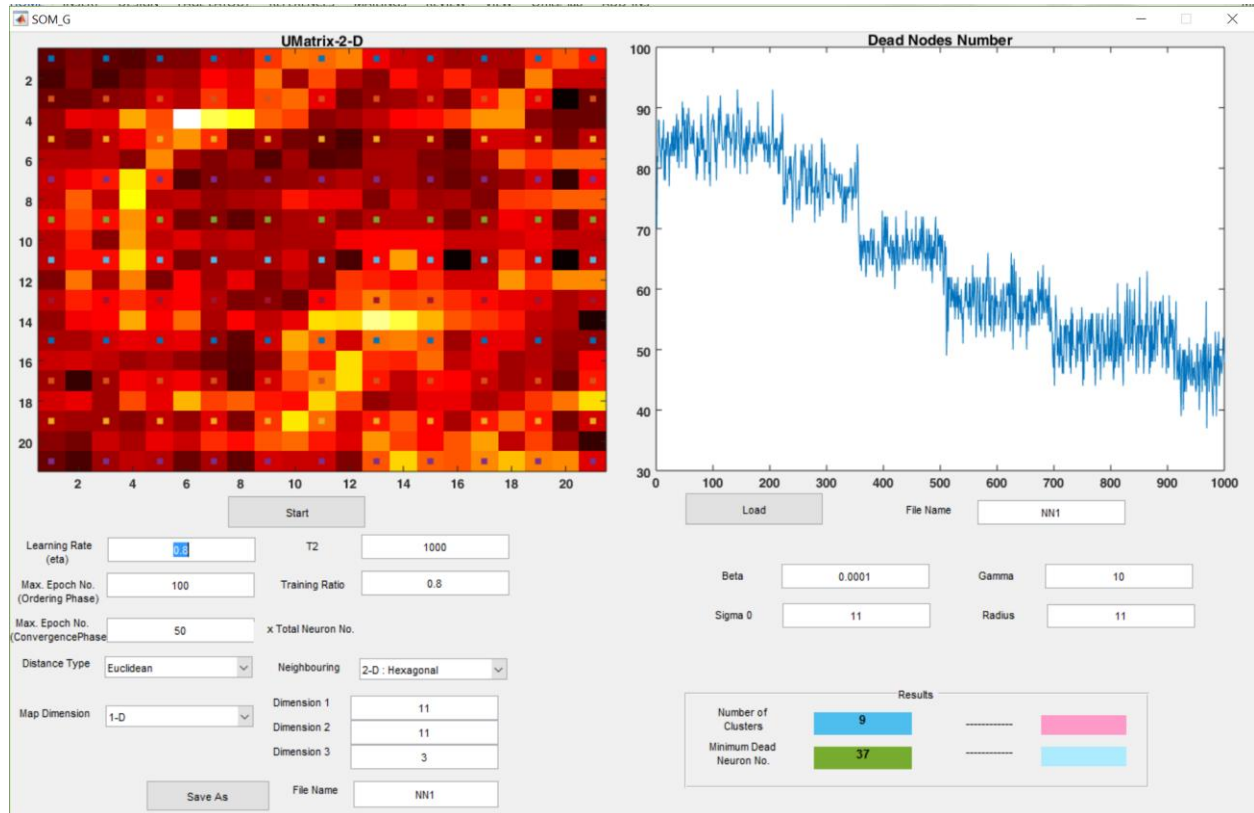 SOM_G
UMatrix-2-D
2
4
6
8
10
12
14
16
18
20
2 4 6 8 10 12 14 16 18 20
Dead Nodes Number
100
90
80
70
60
50
40
30
0 100 200 300 400 500 600 700 800 900 1000
Start
Load
File Name
NN1
Learning Rate
(eta)
0.8
T2
1000
Max. Epoch No.
(Ordering Phase)
100
Training Ratio
0.8
Max. Epoch No.
(ConvergencePhase
50
x Total Neuron No.
Distance Type
Euclidean
Neighbouring
2-D : Hexagonal
Map Dimension
1-D
Dimension 1
11
Dimension 2
11
Dimension 3
3
Save As
File Name
NN1
Beta
0.0001
Gamma
10
Sigma 0
11
Radius
11
Results
Number of
Clusters
9
------------
Minimum Dead
Neuron No.
37
------------